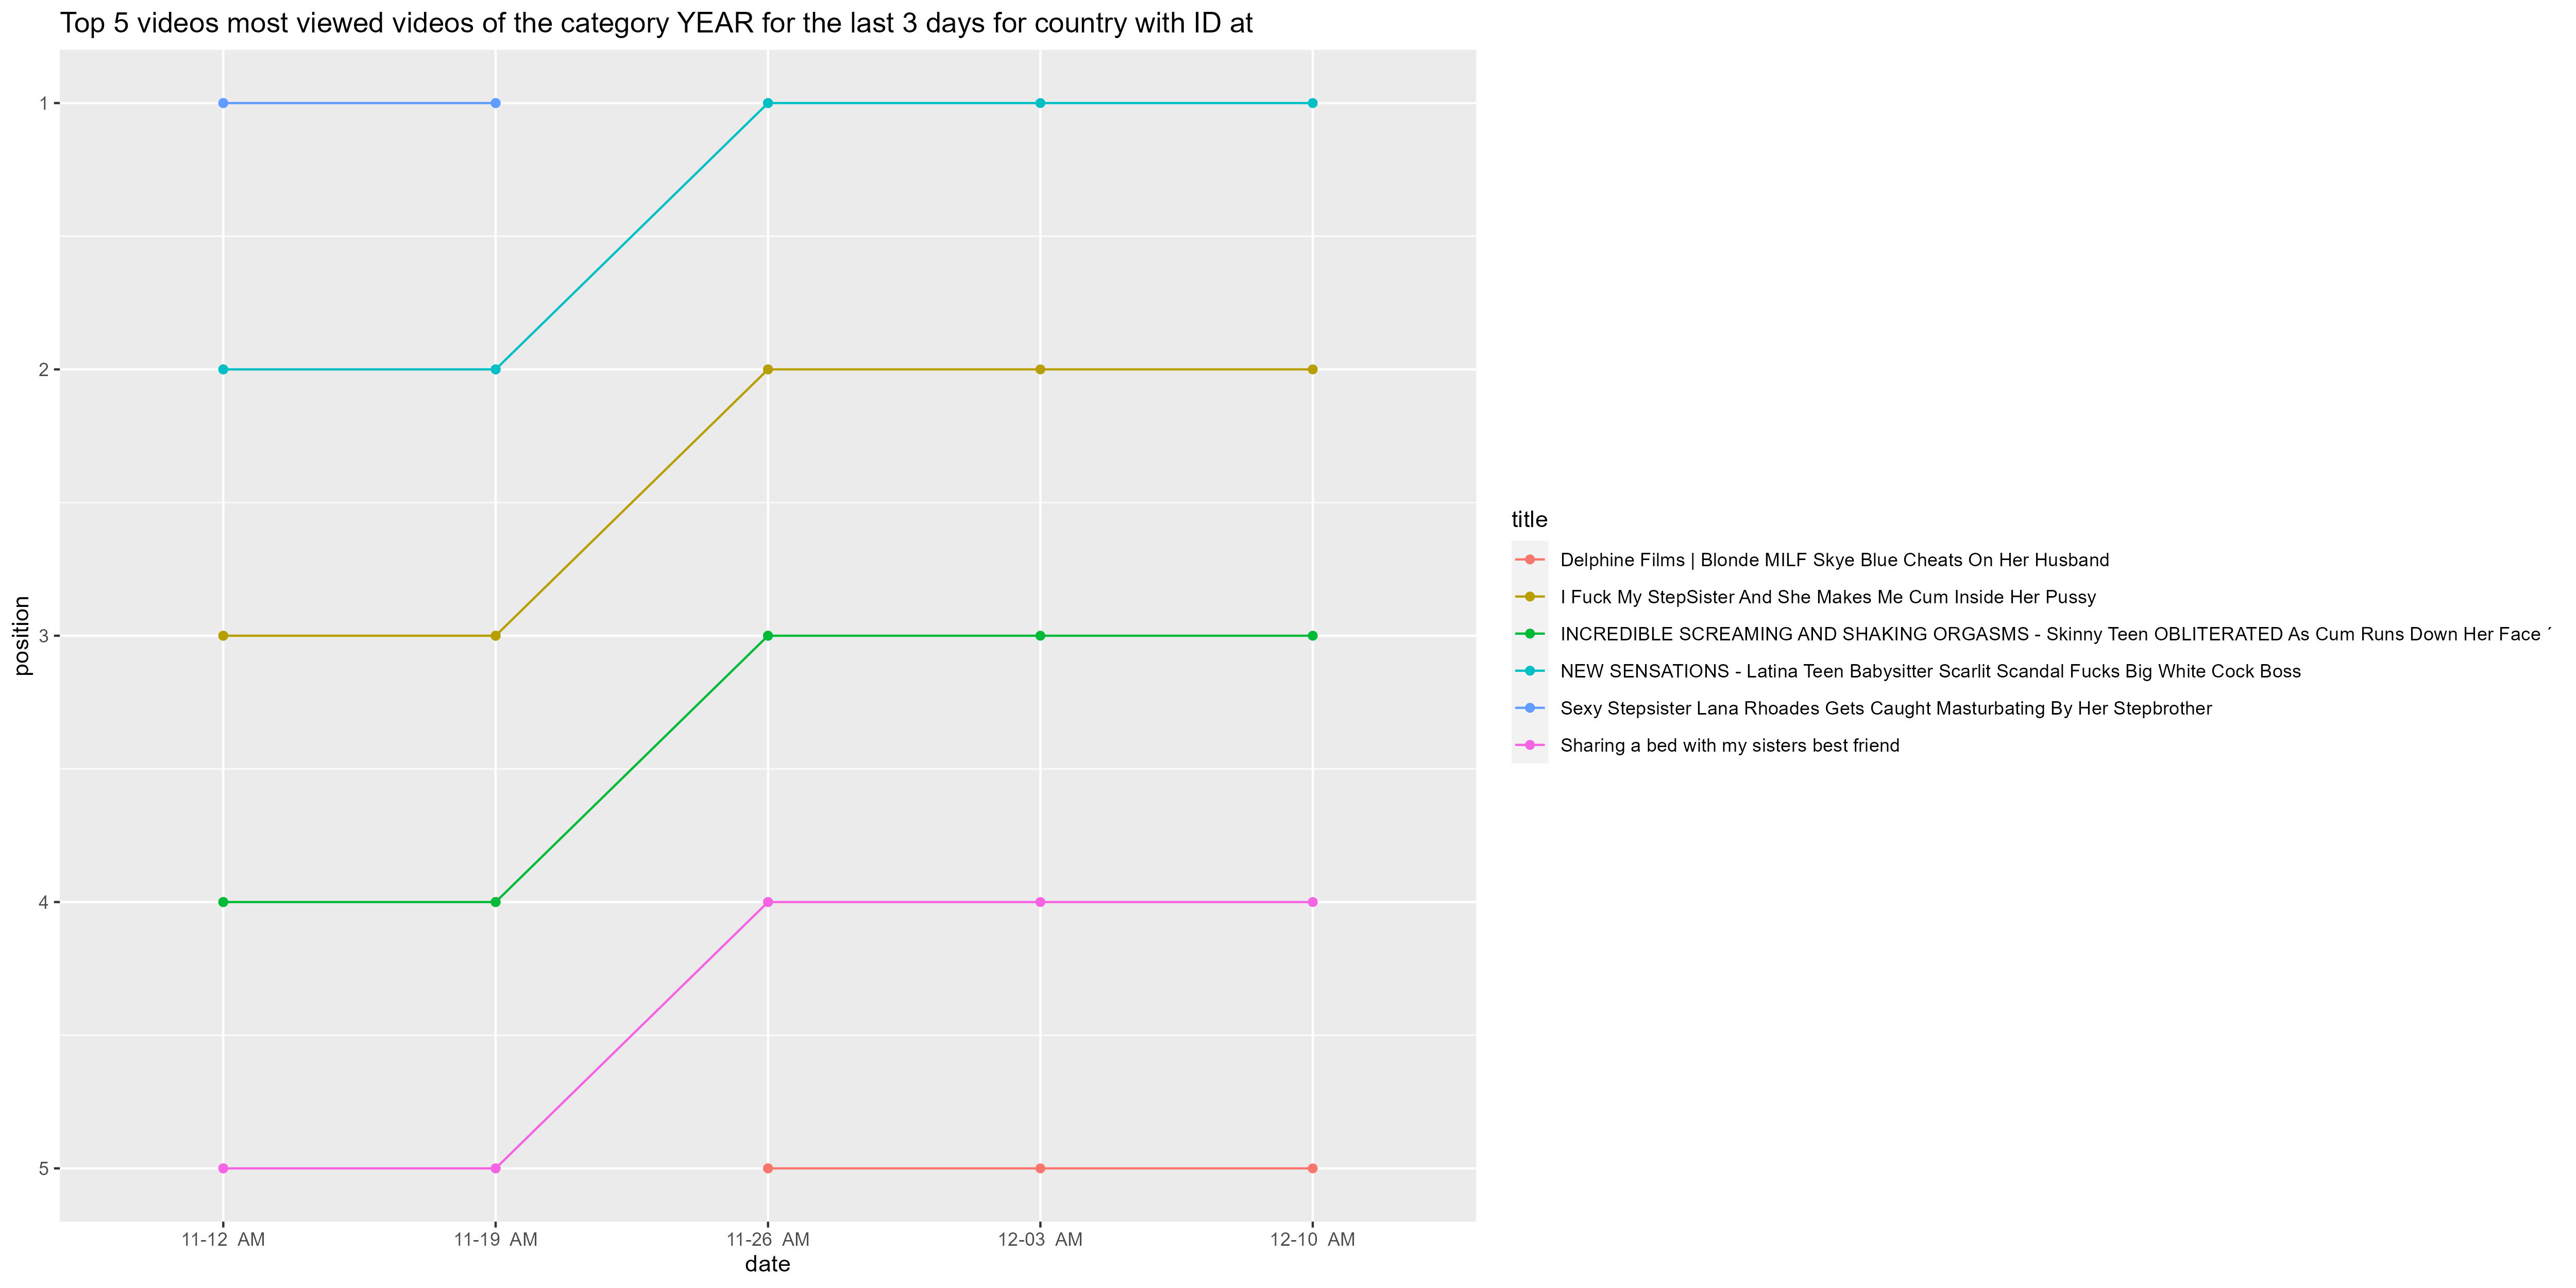 Top 5 videos most viewed videos of the category YEAR for the last 3 days for country with ID at
position
1
2
3
4
5
11-12 AM
11-19 AM
11-26 AM
12-03 AM
12-10 AM
date
title
Delphine Films | Blonde MILF Skye Blue Cheats On Her Husband
I Fuck My StepSister And She Makes Me Cum Inside Her Pussy
INCREDIBLE SCREAMING AND SHAKING ORGASMS - Skinny Teen OBLITERATED As Cum Runs Down Her Face
NEW SENSATIONS - Latina Teen Babysitter Scarlit Scandal Fucks Big White Cock Boss
Sexy Stepsister Lana Rhoades Gets Caught Masturbating By Her Stepbrother
Sharing a bed with my sisters best friend